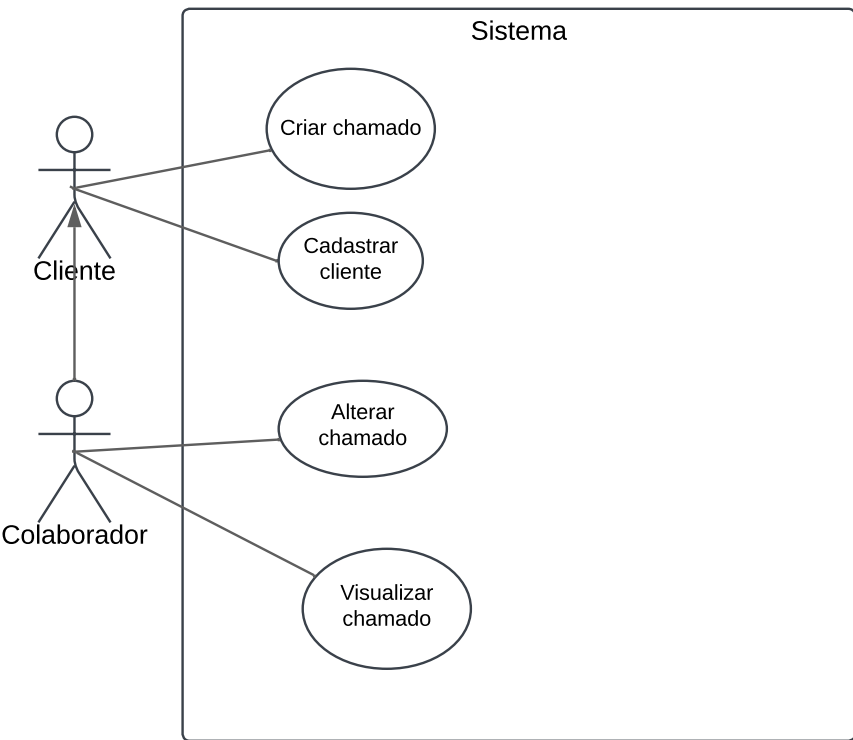 Sistema
Criar chamado
Cadastrar
cliente
Cliente
Alterar
chamado
Colaborador
Visualizar
chamado